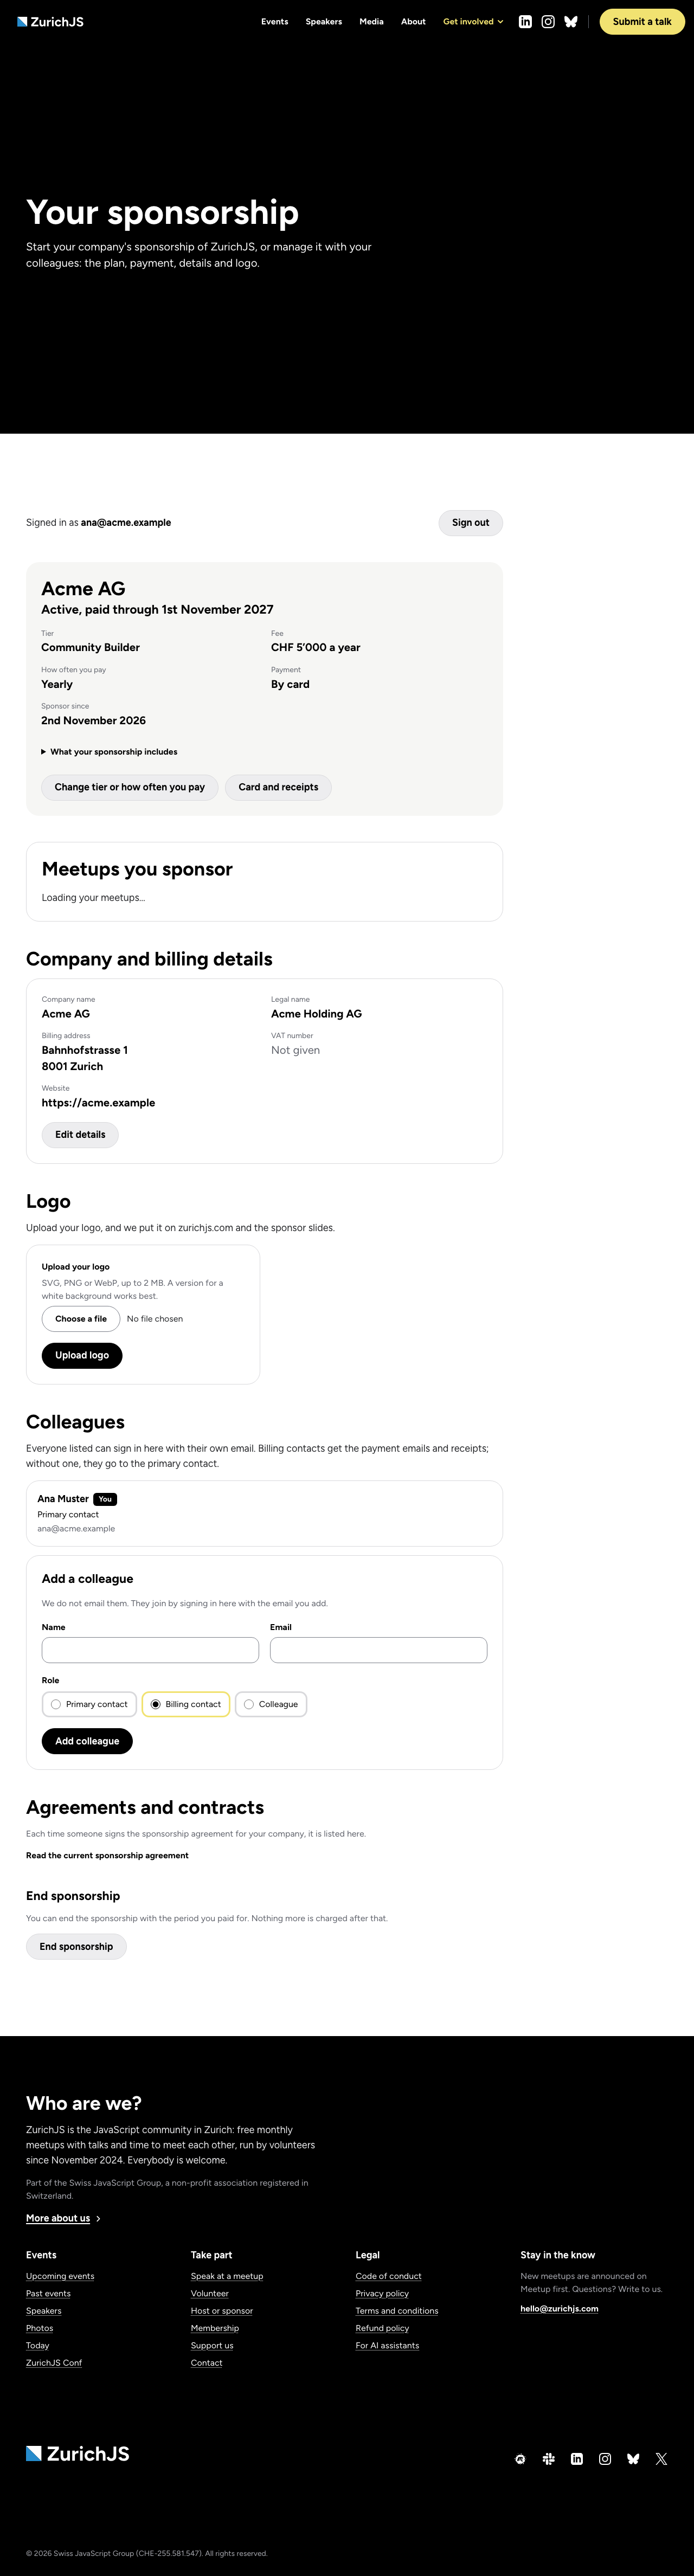 ZurichJS
Events
Speakers
Media
About
Get involved
Submit a talk
Your sponsorship
Start your company's sponsorship of ZurichJS, or manage it with your
colleagues: the plan, payment, details and logo.
Signed in as ana@acme.example
Sign out
Acme AG
Active, paid through 1st November 2027
Tier
Community Builder
Fee
CHF 5’000 a year
How often you pay
Yearly
Payment
By card
Sponsor since
2nd November 2026
What your sponsorship includes
Change tier or how often you pay
Card and receipts
Meetups you sponsor
Loading your meetups…
Company and billing details
Company name
Acme AG
Legal name
Acme Holding AG
Billing address
Bahnhofstrasse 1
8001 Zurich
VAT number
Not given
Website
https://acme.example
Edit details
Logo
Upload your logo, and we put it on zurichjs.com and the sponsor slides.
Upload your logo
SVG, PNG or WebP, up to 2 MB. A version for a
white background works best.
Choose a file
No file chosen
Upload logo
Colleagues
Everyone listed can sign in here with their own email. Billing contacts get the payment emails and receipts;
without one, they go to the primary contact.
Ana Muster
You
Primary contact
ana@acme.example
Add a colleague
We do not email them. They join by signing in here with the email you add.
Name
Email
Role
Primary contact
Billing contact
Colleague
Add colleague
Agreements and contracts
Each time someone signs the sponsorship agreement for your company, it is listed here.
Read the current sponsorship agreement
End sponsorship
You can end the sponsorship with the period you paid for. Nothing more is charged after that.
End sponsorship
Who are we?
ZurichJS is the JavaScript community in Zurich: free monthly
meetups with talks and time to meet each other, run by volunteers
since November 2024. Everybody is welcome.
Part of the Swiss JavaScript Group, a non-profit association registered in
Switzerland.
More about us
Events
Upcoming events
Past events
Speakers
Photos
Today
ZurichJS Conf
Take part
Speak at a meetup
Volunteer
Host or sponsor
Membership
Support us
Contact
Legal
Code of conduct
Privacy policy
Terms and conditions
Refund policy
For AI assistants
Stay in the know
New meetups are announced on
Meetup first. Questions? Write to us.
hello@zurichjs.com
ZurichJS
© 2026 Swiss JavaScript Group (CHE-255.581.547). All rights reserved.